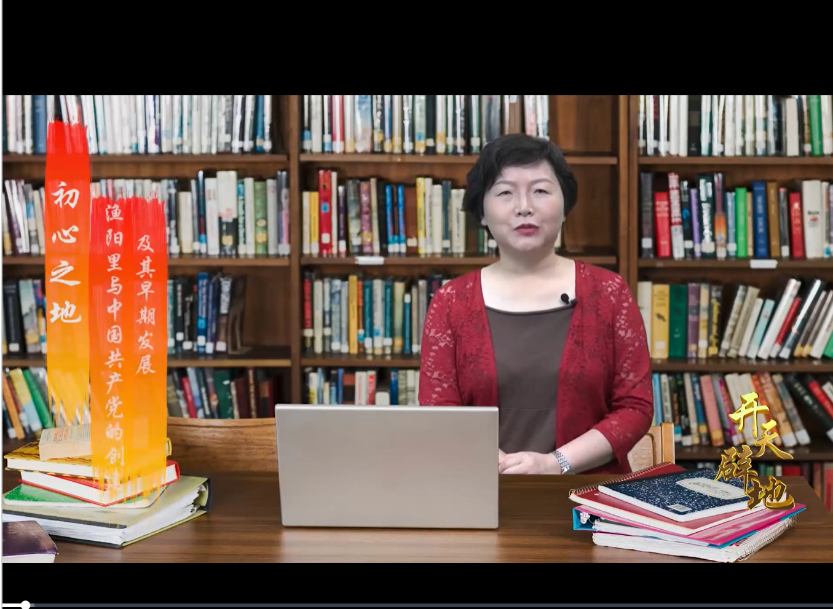 初心之地
渔阳里与中国共产党的创
及其早期发展
开天
辟地